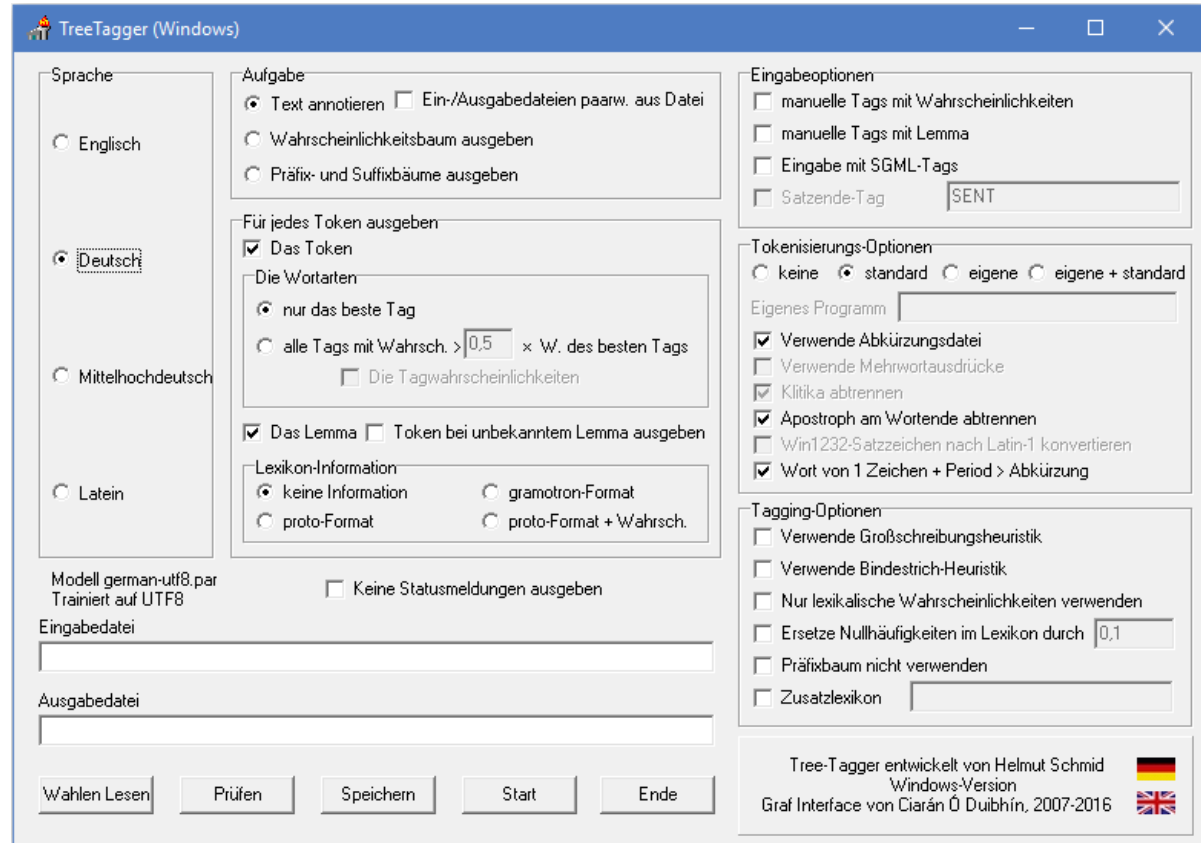 TreeTagger (Windows)
Sprache
Englisch
Deutsch
Mittelhochdeutsch
Latein
Aufgabe
Text annotieren Ein-/Ausgabedateien paarw. aus Datei
Wahrscheinlichkeitsbaum ausgeben
Präfix- und Suffixbäume ausgeben
Für jedes Token ausgeben
Das Token
Die Wortarten
nur das beste Tag
alle Tags mit Wahrsch. > 0,5 × W. des besten Tags
Die Tagwahrscheinlichkeiten
Das Lemma Token bei unbekanntem Lemma ausgeben
Lexikon-Information
keine Information gramotron-Format
proto-Format proto-Format + Wahrsch.
Modell german-utf8.par
Trainiert auf UTF8
Keine Statusmeldungen ausgeben
Eingabedatei
Ausgabedatei
Wahlen Lesen Prüfen Speichern Start Ende
Eingabeoptionen
manuelle Tags mit Wahrscheinlichkeiten
manuelle Tags mit Lemma
Eingabe mit SGML-Tags
Satzende-Tag SENT
Tokenisierungs-Optionen
keine standard eigene eigene + standard
Eigenes Programm
Verwende Abkürzungsdatei
Verwende Mehrwortausdrücke
Klitika abtrennen
Apostroph am Wortende abtrennen
Win1232-Satzzeichen nach Latin-1 konvertieren
Wort von 1 Zeichen + Period > Abkürzung
Tagging-Optionen
Verwende Großschreibungsheuristik
Verwende Bindestrich-Heuristik
Nur lexikalische Wahrscheinlichkeiten verwenden
Ersetze Nullhäufigkeiten im Lexikon durch 0,1
Präfixbaum nicht verwenden
Zusatzlexikon
Tree-Tagger entwickelt von Helmut Schmid
Windows-Version
Graf Interface von Ciarán Ó Duibhín, 2007-2016